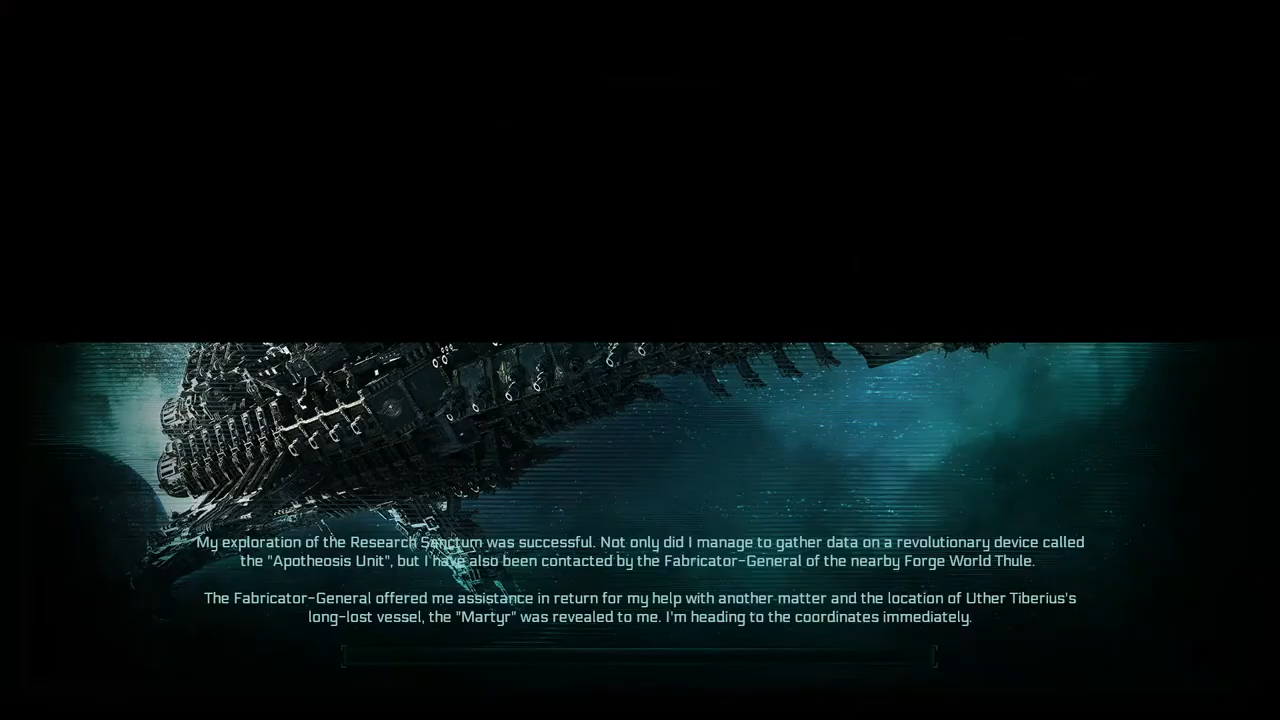 My exploration of the Research Sanctum was successful. Not only did I manage to gather data on a revolutionary device called
the "Apotheosis Unit", but I have also been contacted by the Fabricator-General of the nearby Forge World Thule.
The Fabricator-General offered me assistance in return for my help with another matter and the location of Uther Tiberius's
long-lost vessel, the "Martyr" was revealed to me. I'm heading to the coordinates immediately.